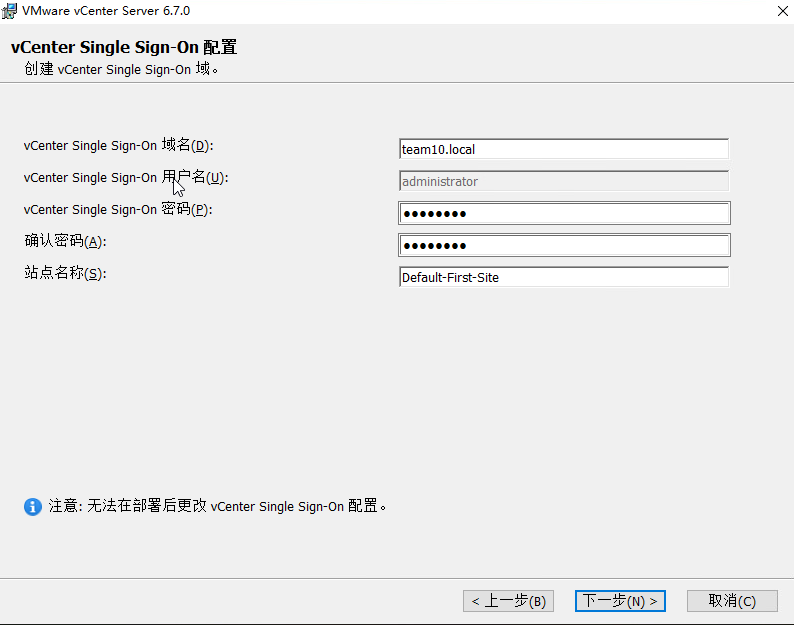 VMware vCenter Server 6.7.0
vCenter Single Sign-On 配置
创建 vCenter Single Sign-On 域。
vCenter Single Sign-On 域名(D): team10.local
vCenter Single Sign-On 用户名(U): administrator
vCenter Single Sign-On 密码(P): ●●●●●●●●
确认密码(A): ●●●●●●●●
站点名称(S): Default-First-Site
注意: 无法在部署后更改 vCenter Single Sign-On 配置。
< 上一步(B) 下一步(N) > 取消(C)